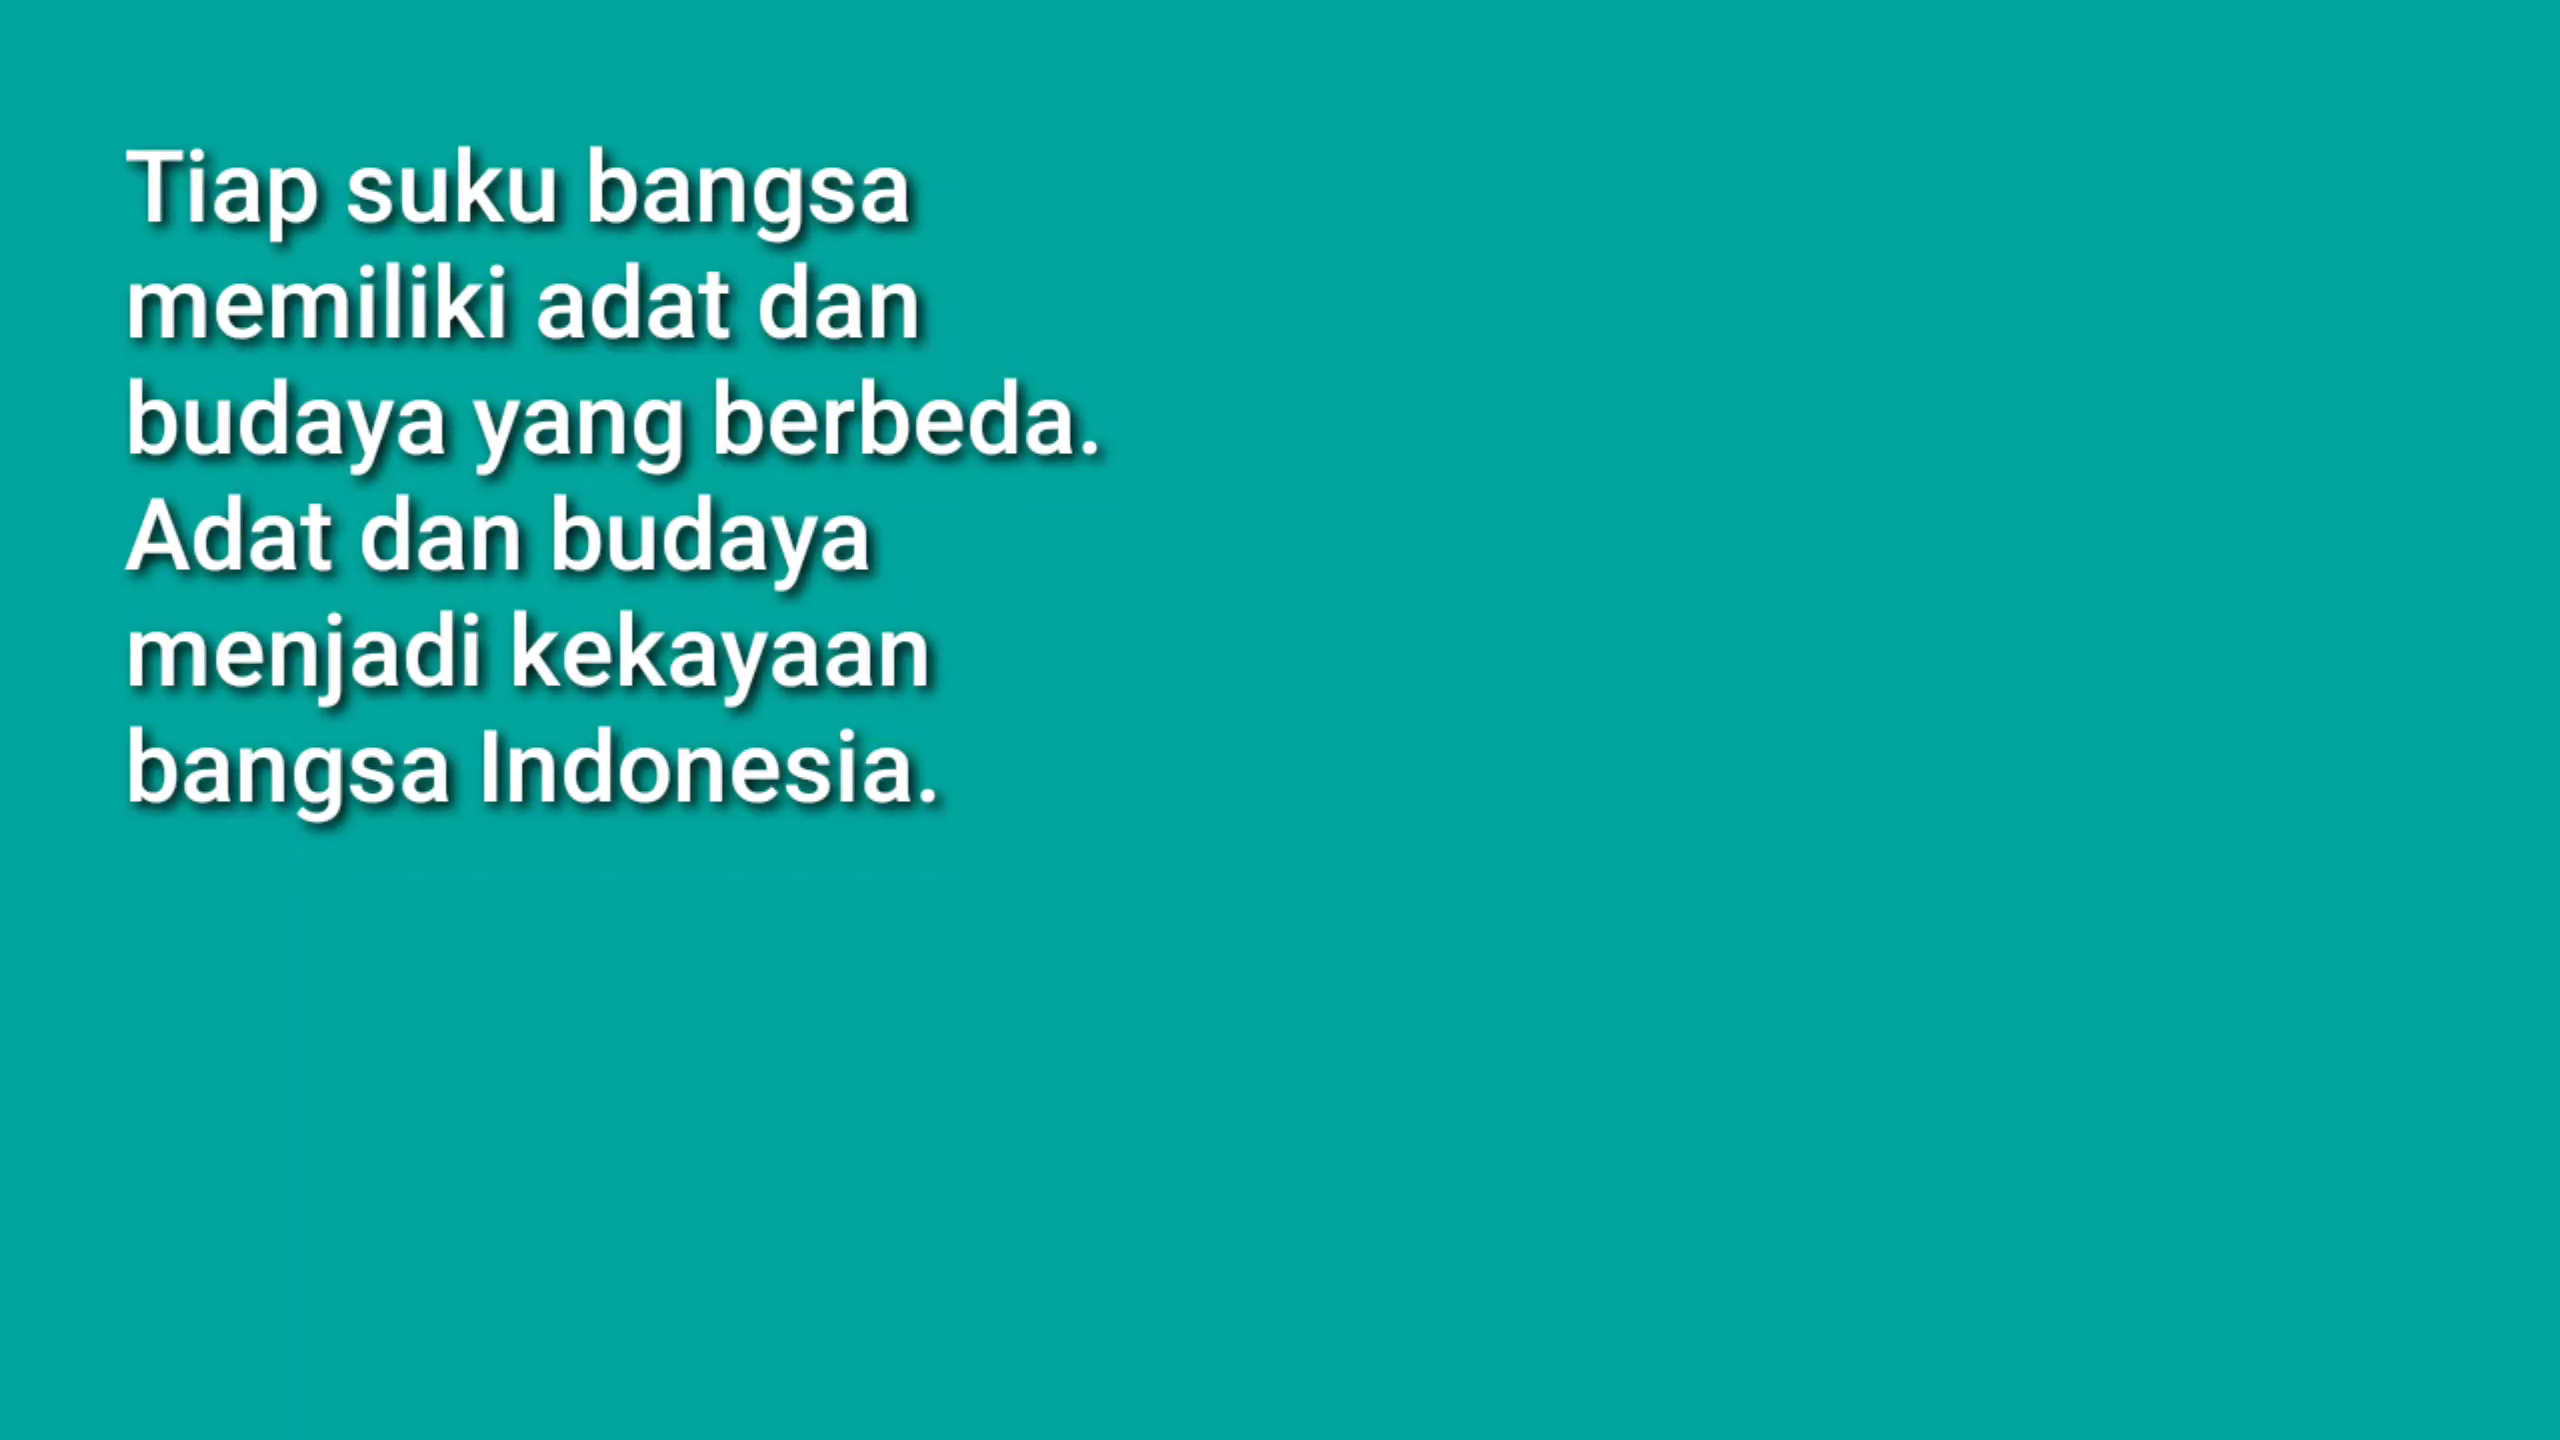 Tiap suku bangsa
memiliki adat dan
budaya yang berbeda.
Adat dan budaya
menjadi kekayaan
bangsa Indonesia.